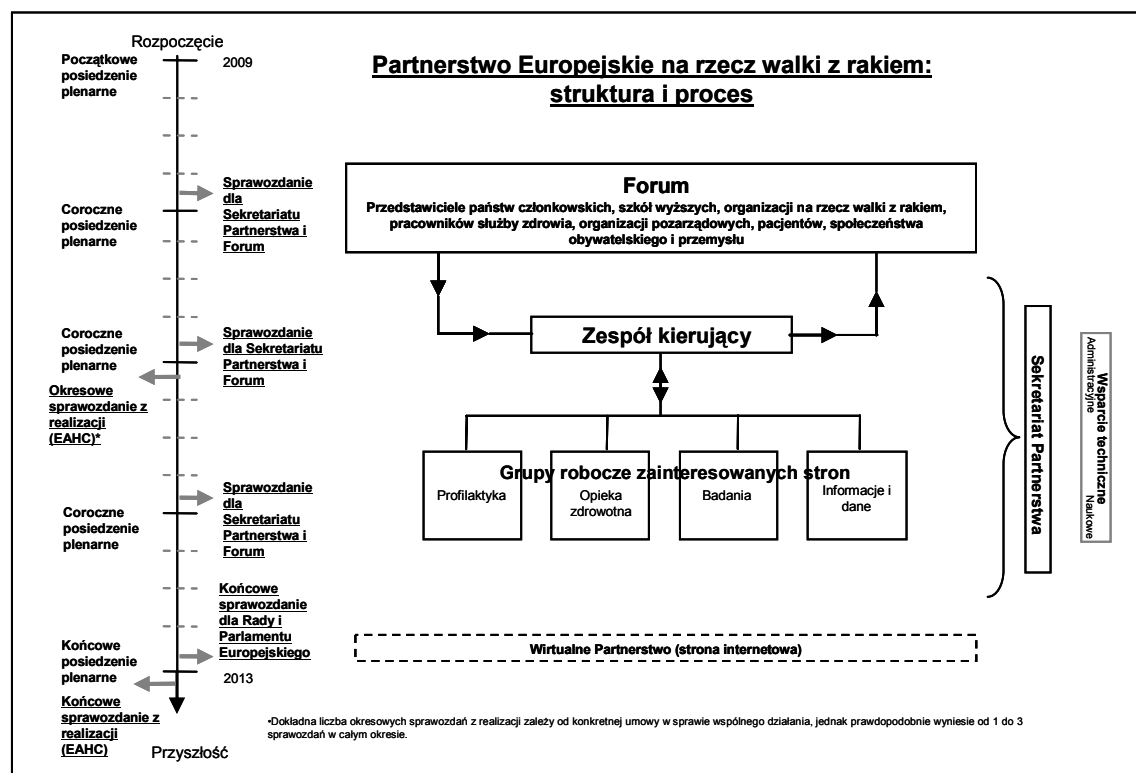 Rozpoczęcie
Początkowe
posiedzenie
plenarne
2009
Partnerstwo Europejskie na rzecz walki z rakiem:
struktura i proces
Sprawozdanie
dla
Sekretariatu
Partnerstwa i
Forum
Coroczne
posiedzenie
plenarne
Forum
Przedstawiciele państw członkowskich, szkół wyższych, organizacji na rzecz walki z rakiem,
pracowników służby zdrowia, organizacji pozarządowych, pacjentów, społeczeństwa
obywatelskiego i przemysłu
Coroczne
posiedzenie
plenarne
Sprawozdanie
dla Sekretariatu
Partnerstwa i
Forum
Zespół kierujący
Okresowe
sprawozdanie z
realizacji
(EAHC)*
Grupy robocze zainteresowanych stron
Profilaktyka
Opieka
zdrowotna
Badania
Informacje i
dane
Sekretariat Partnerstwa
Wsparcie techniczne
Administracyjne
Naukowe
Sprawozdanie
dla
Sekretariatu
Partnerstwa i
Forum
Coroczne
posiedzenie
plenarne
Końcowe
sprawozdanie
dla Rady i
Parlamentu
Europejskiego
Końcowe
posiedzenie
plenarne
Wirtualne Partnerstwo (strona internetowa)
2013
Końcowe
sprawozdanie z
realizacji
(EAHC)
Przyszłość
•Dokładna liczba okresowych sprawozdań z realizacji zależy od konkretnej umowy w sprawie wspólnego działania, jednak prawdopodobnie wyniesie od 1 do 3
sprawozdań w całym okresie.